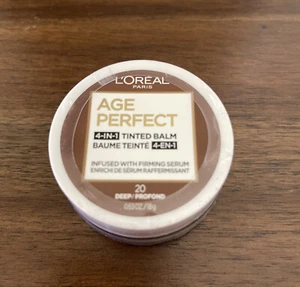 L'ORÉAL
PARIS
AGE
PERFECT
4-IN-1 TINTED BALM
BAUME TEINTÉ 4-EN-1
INFUSED WITH FIRMING SERUM
ENRICHI DE SÉRUM RAFFERMISSANT
20
DEEP/PROFOND